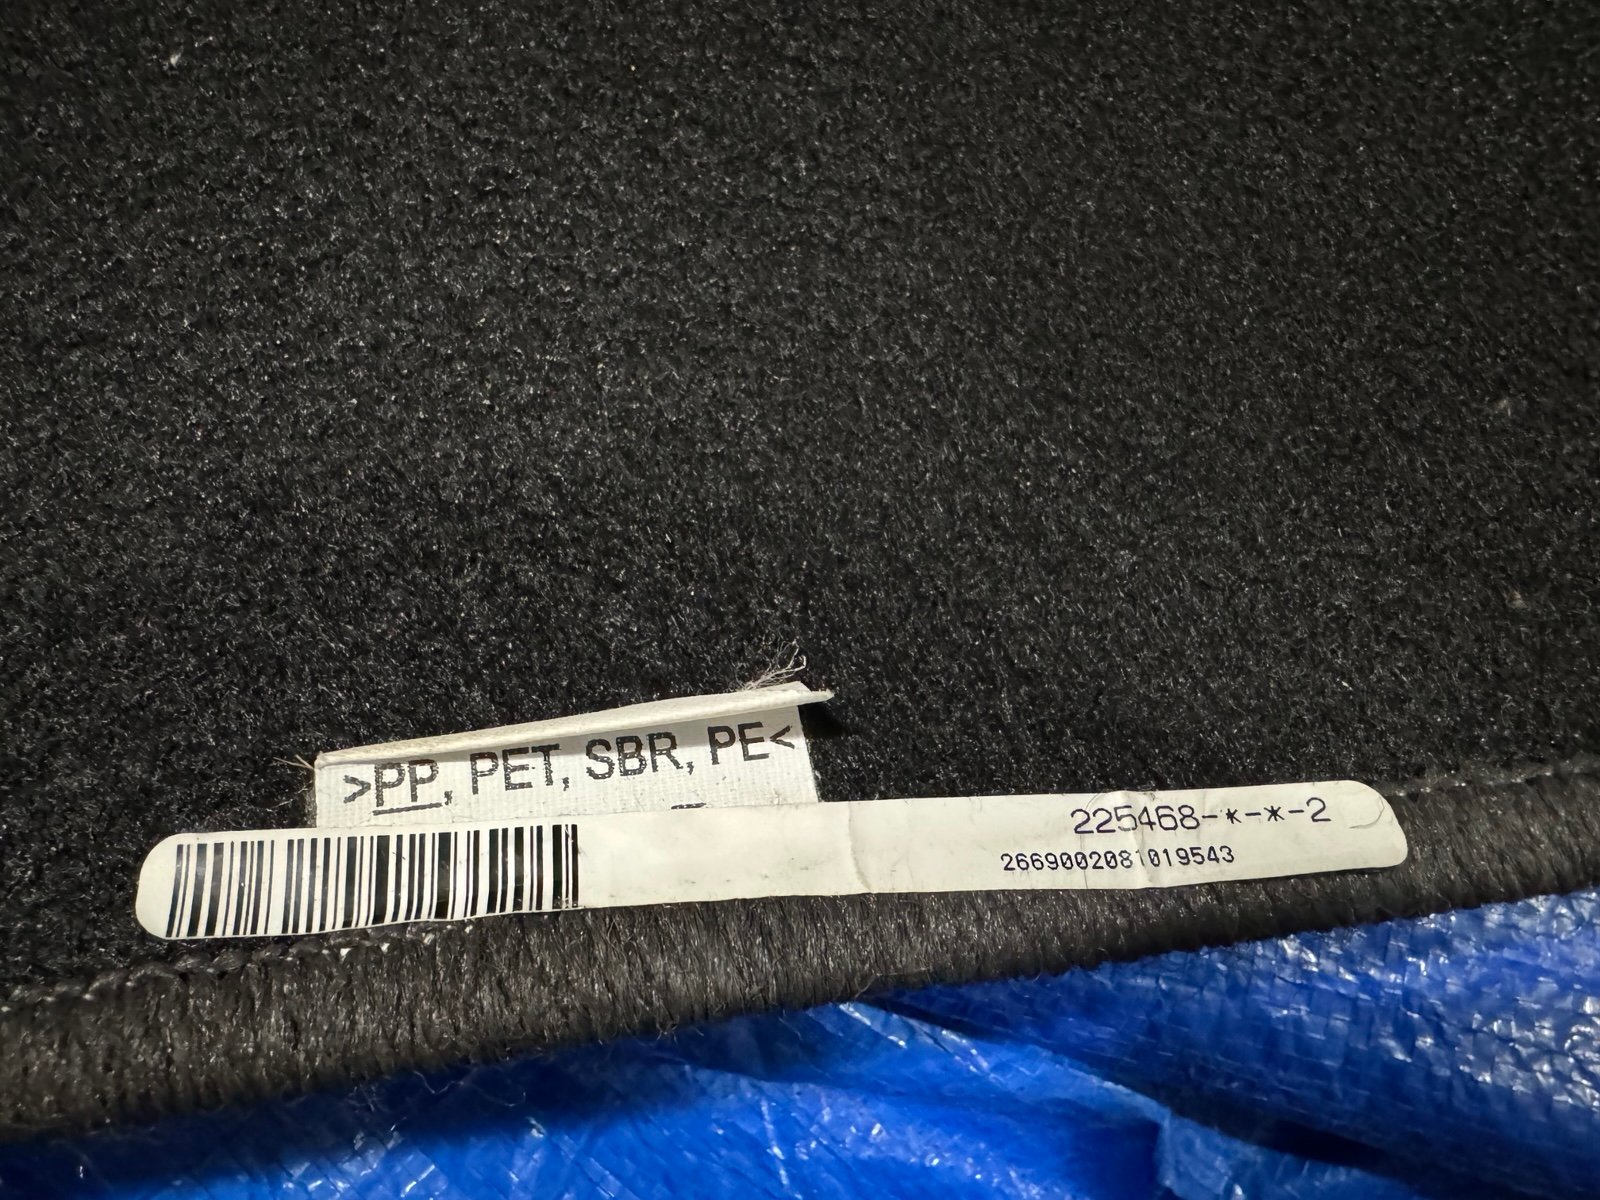 >PP, PET, SBR, PE<
225468-*-*-2
2669002081019543